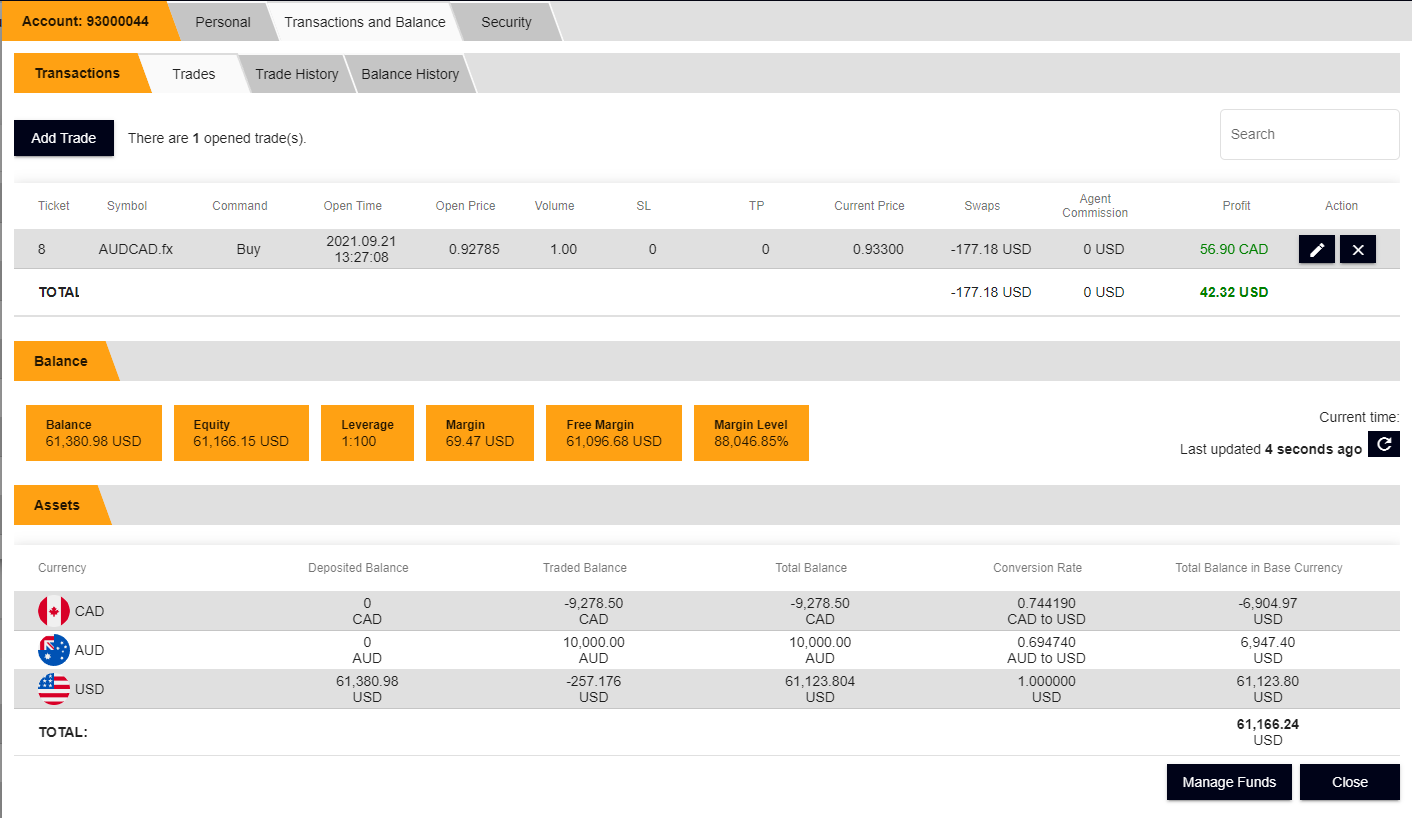 Account: 93000044 Personal Transactions and Balance Security
Transactions Trades Trade History Balance History
Add Trade There are 1 opened trade(s). Search
Ticket Symbol Command Open Time Open Price Volume SL TP Current Price Swaps Agent Commission Profit Action
8 AUDCAD.fx Buy 2021.09.21 13:27:08 0.92785 1.00 0 0 0.93300 -177.18 USD 0 USD 56.90 CAD
TOTAL -177.18 USD 0 USD 42.32 USD
Balance
Balance Equity Leverage Margin Free Margin Margin Level
61,380.98 USD 61,166.15 USD 1:100 69.47 USD 61,096.68 USD 88,046.85%
Current time:
Last updated 4 seconds ago
Assets
Currency Deposited Balance Traded Balance Total Balance Conversion Rate Total Balance in Base Currency
CAD 0 CAD -9,278.50 CAD -9,278.50 CAD 0.744190 CAD to USD -6,904.97 USD
AUD 0 AUD 10,000.00 AUD 10,000.00 AUD 0.694740 AUD to USD 6,947.40 USD
USD 61,380.98 USD -257.176 USD 61,123.804 USD 1.000000 USD 61,123.80 USD
TOTAL: 61,166.24 USD
Manage Funds Close